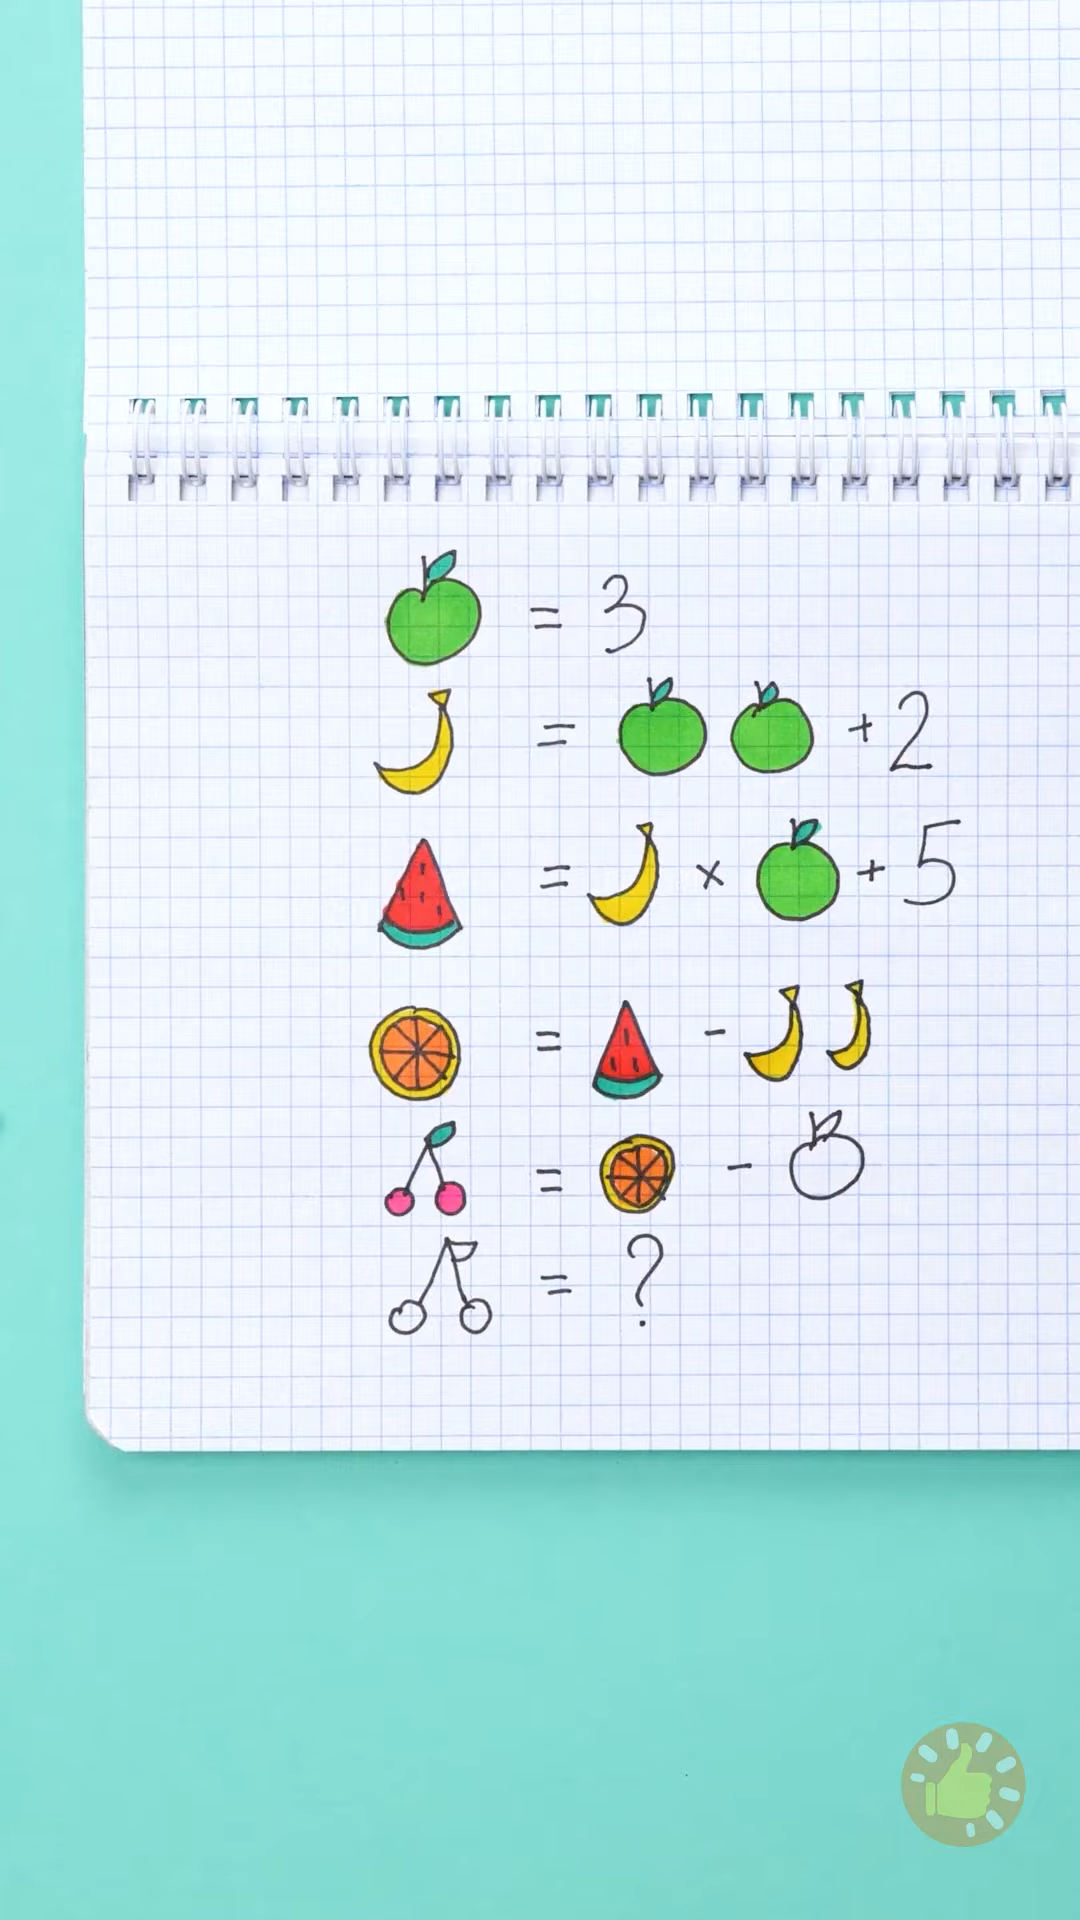 = 3
= + 2
= x + 5
= -
= -
= ?